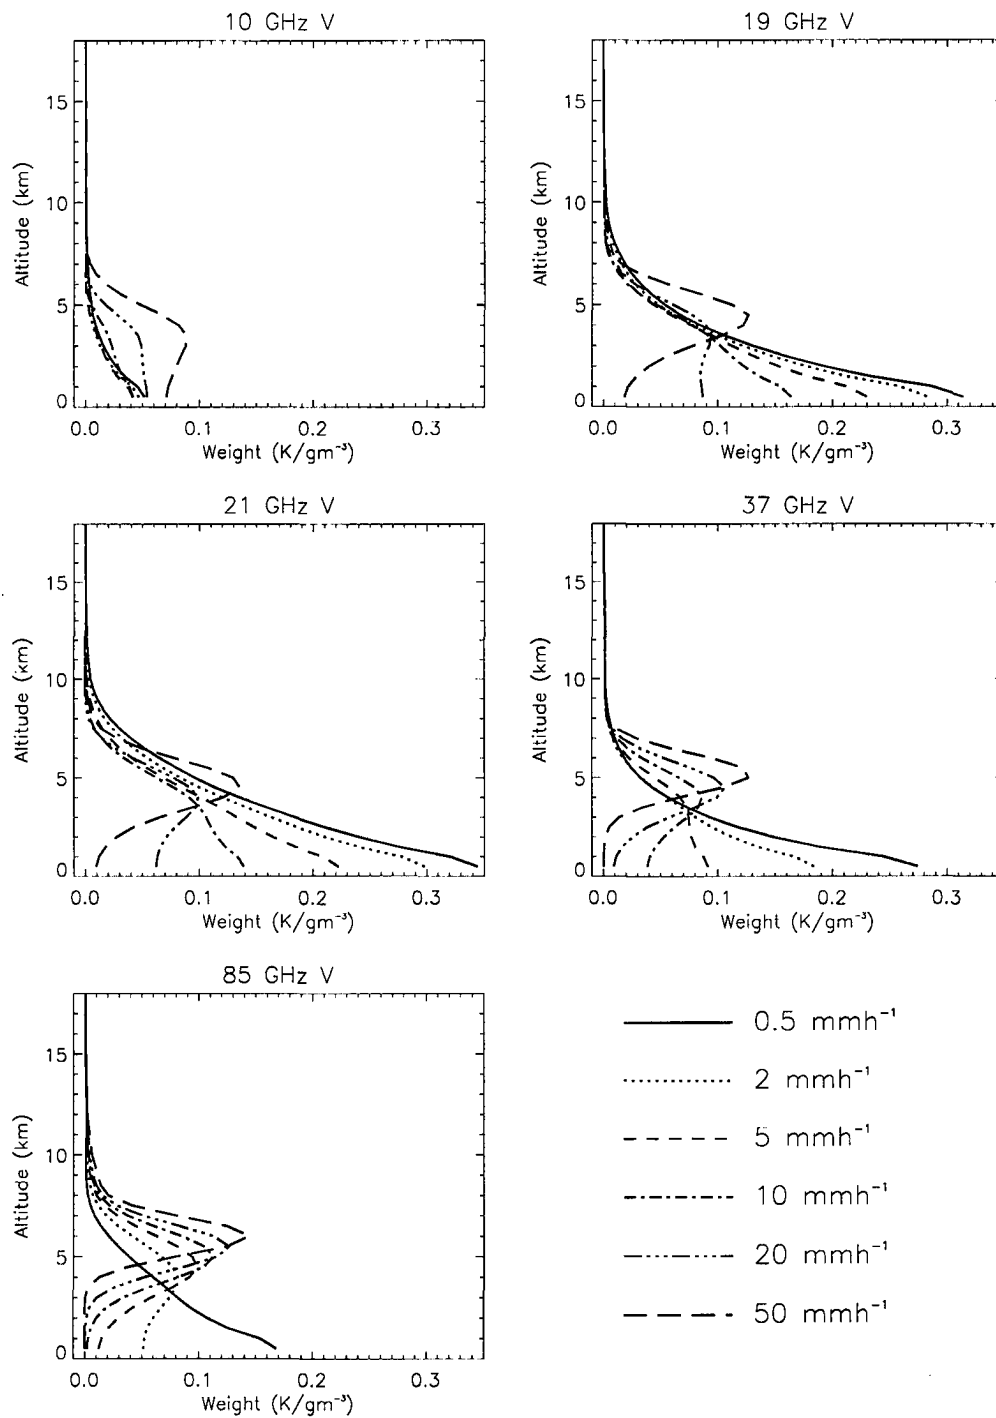 10 GHz V
15
10
5
0
Altitude (km)
0.0 0.1 0.2 0.3
Weight (K/gm⁻³)
19 GHz V
15
10
5
0
Altitude (km)
0.0 0.1 0.2 0.3
Weight (K/gm⁻³)
21 GHz V
15
10
5
0
Altitude (km)
0.0 0.1 0.2 0.3
Weight (K/gm⁻³)
37 GHz V
15
10
5
0
Altitude (km)
0.0 0.1 0.2 0.3
Weight (K/gm⁻³)
85 GHz V
15
10
5
0
Altitude (km)
0.0 0.1 0.2 0.3
Weight (K/gm⁻³)
0.5 mmh⁻¹
2 mmh⁻¹
5 mmh⁻¹
10 mmh⁻¹
20 mmh⁻¹
50 mmh⁻¹